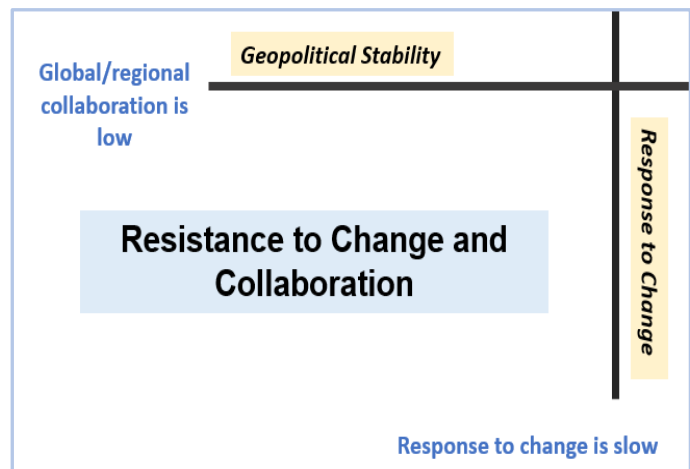 Geopolitical Stability
Global/regional
collaboration is
low
Response to Change
Resistance to Change and
Collaboration
Response to change is slow